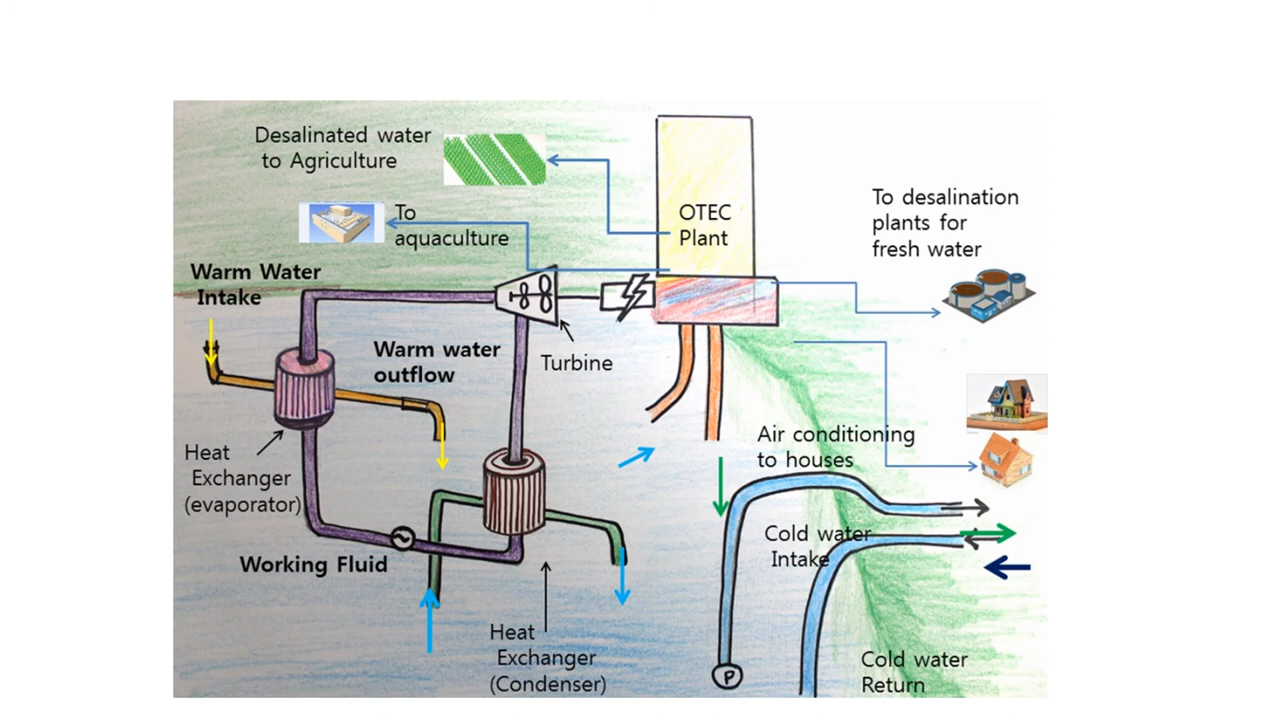 Desalinated water
to Agriculture
To
aquaculture
OTEC
Plant
To desalination
plants for
fresh water
Warm Water
Intake
Warm water
outflow
Turbine
Heat
Exchanger
(evaporator)
Air conditioning
to houses
Cold water
Intake
Working Fluid
Heat
Exchanger
(Condenser)
P
Cold water
Return